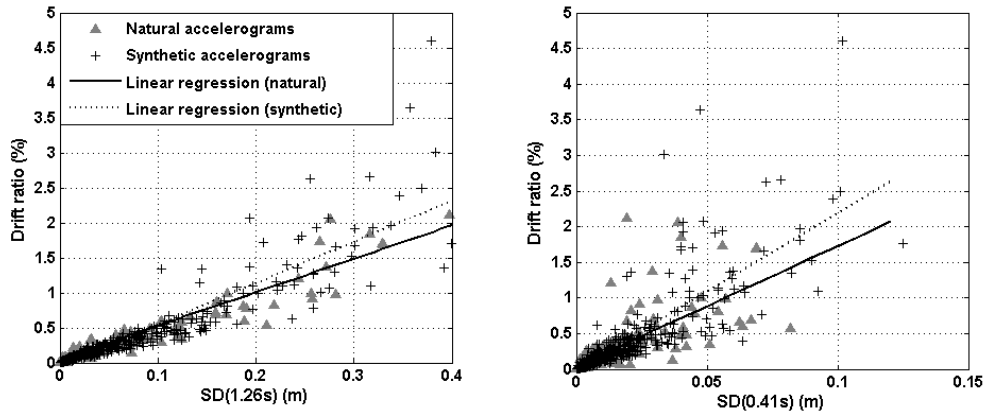 5
4.5
4
3.5
3
2.5
2
1.5
1
0.5
0
Drift ratio (%)
Natural accelerograms
Synthetic accelerograms
Linear regression (natural)
Linear regression (synthetic)
0 0.1 0.2 0.3 0.4
SD(1.26s) (m)
5
4.5
4
3.5
3
2.5
2
1.5
1
0.5
0
Drift ratio (%)
0 0.05 0.1 0.15
SD(0.41s) (m)